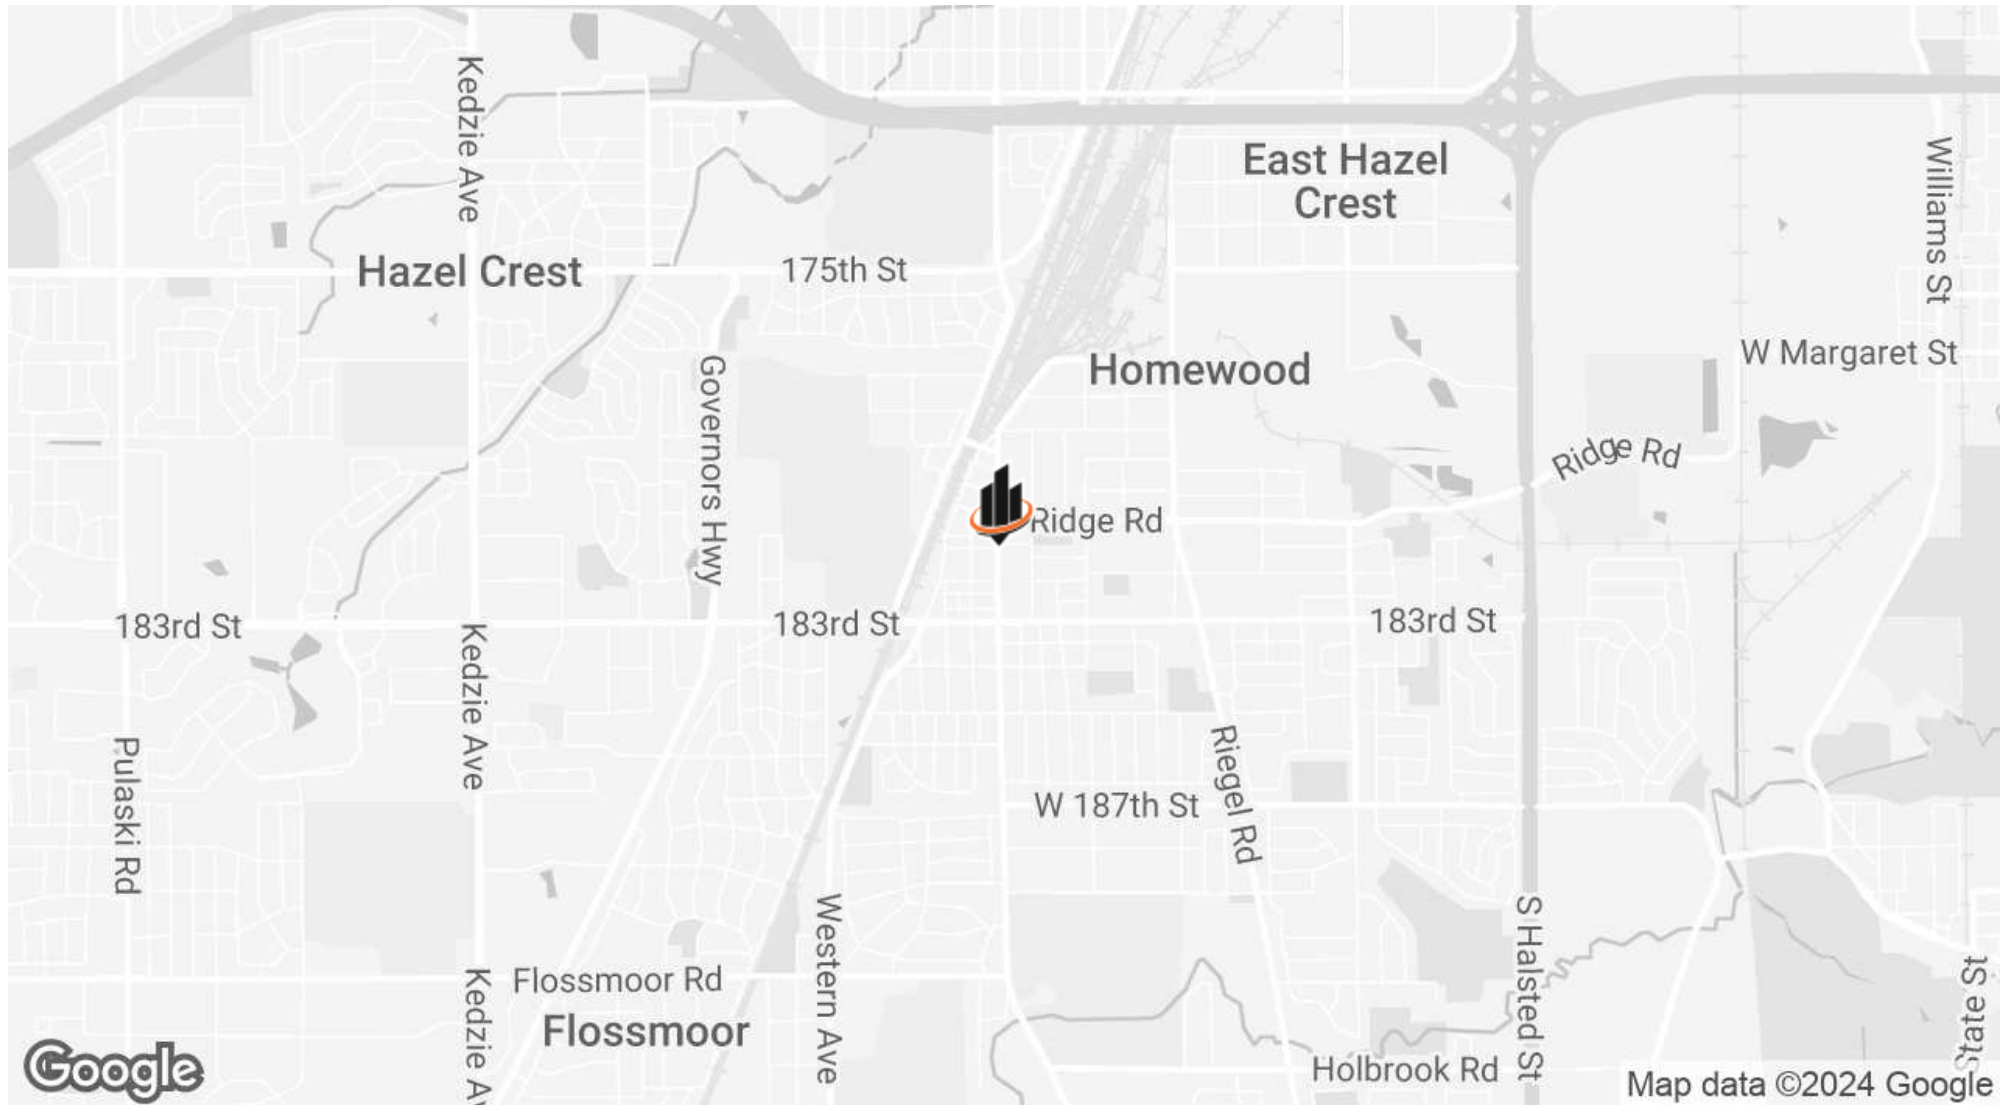 Kedzie Ave
East Hazel
Crest
Williams St
Hazel Crest
175th St
W Margaret St
Governors Hwy
Homewood
Ridge Rd
Ridge Rd
183rd St
183rd St
183rd St
Kedzie Ave
Pulaski Rd
Riegel Rd
W 187th St
Western Ave
S Halsted St
Flossmoor Rd
Kedzie Av
State St
Flossmoor
Holbrook Rd
Google
Map data ©2024 Google